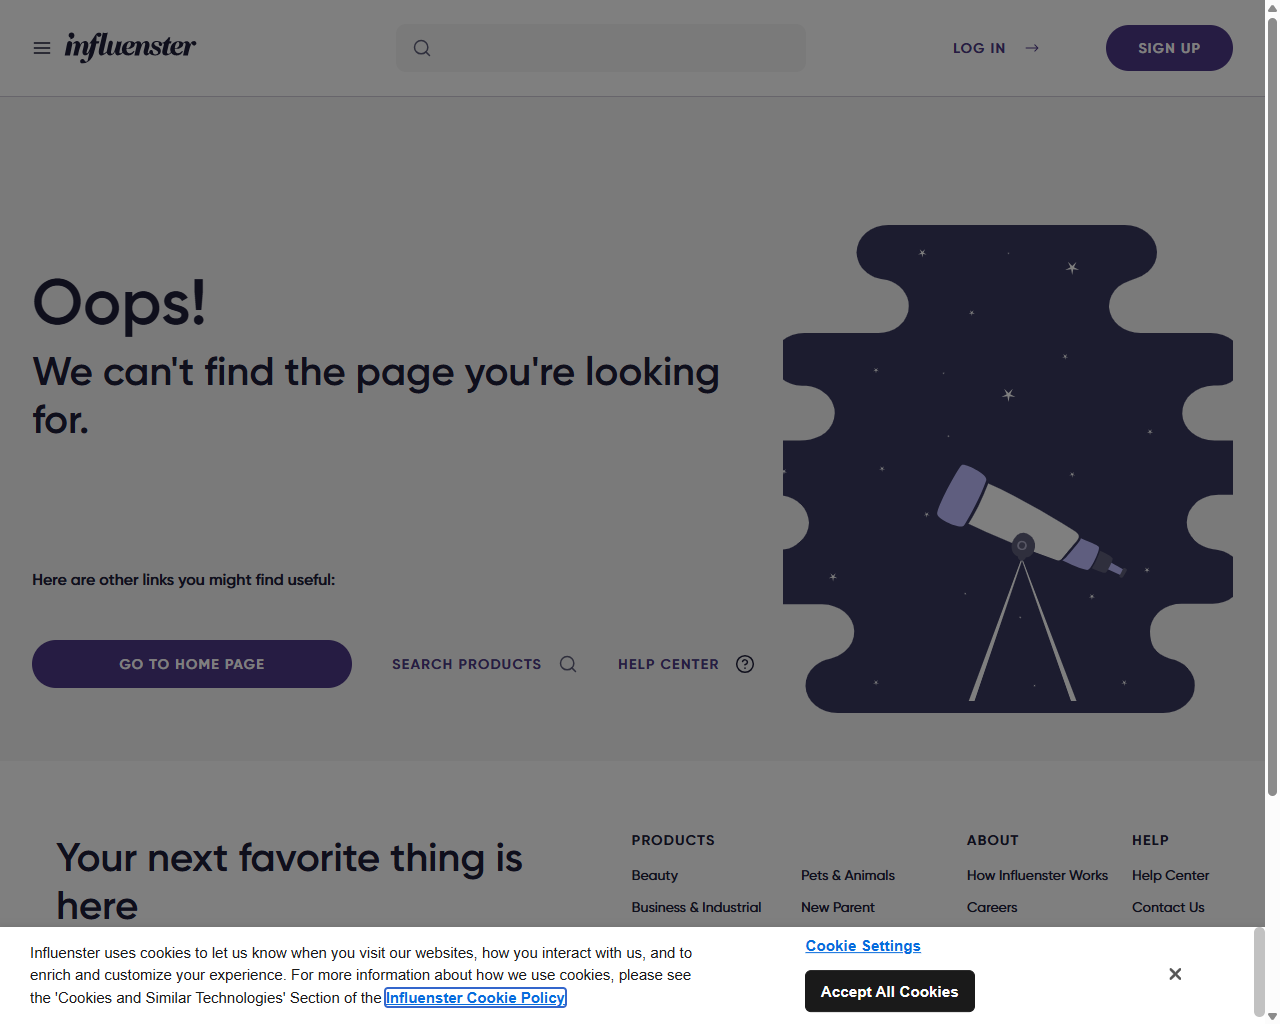 influenster
LOG IN
SIGN UP
Oops!
We can't find the page you're looking
for.
Here are other links you might find useful:
GO TO HOME PAGE
SEARCH PRODUCTS
HELP CENTER
Your next favorite thing is
here
PRODUCTS
ABOUT
HELP
Beauty
Pets & Animals
How Influenster Works
Help Center
Business & Industrial
New Parent
Careers
Contact Us
Influenster uses cookies to let us know when you visit our websites, how you interact with us, and to
enrich and customize your experience. For more information about how we use cookies, please see
the 'Cookies and Similar Technologies' Section of the Influenster Cookie Policy
Cookie Settings
Accept All Cookies